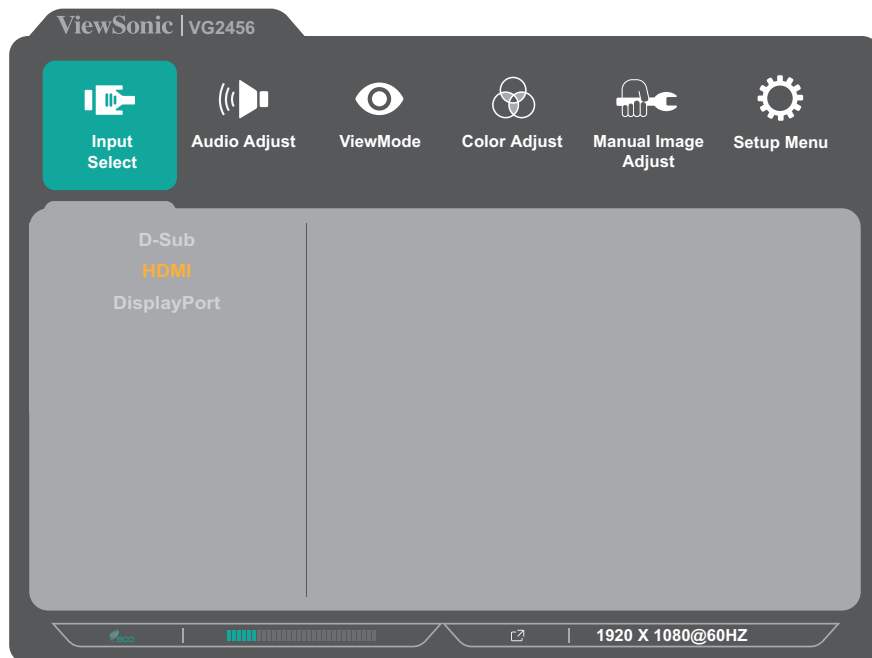 ViewSonic | VG2456
Input
Select
Audio Adjust
ViewMode
Color Adjust
Manual Image
Adjust
Setup Menu
D-Sub
HDMI
DisplayPort
eco
1920 X 1080@60HZ